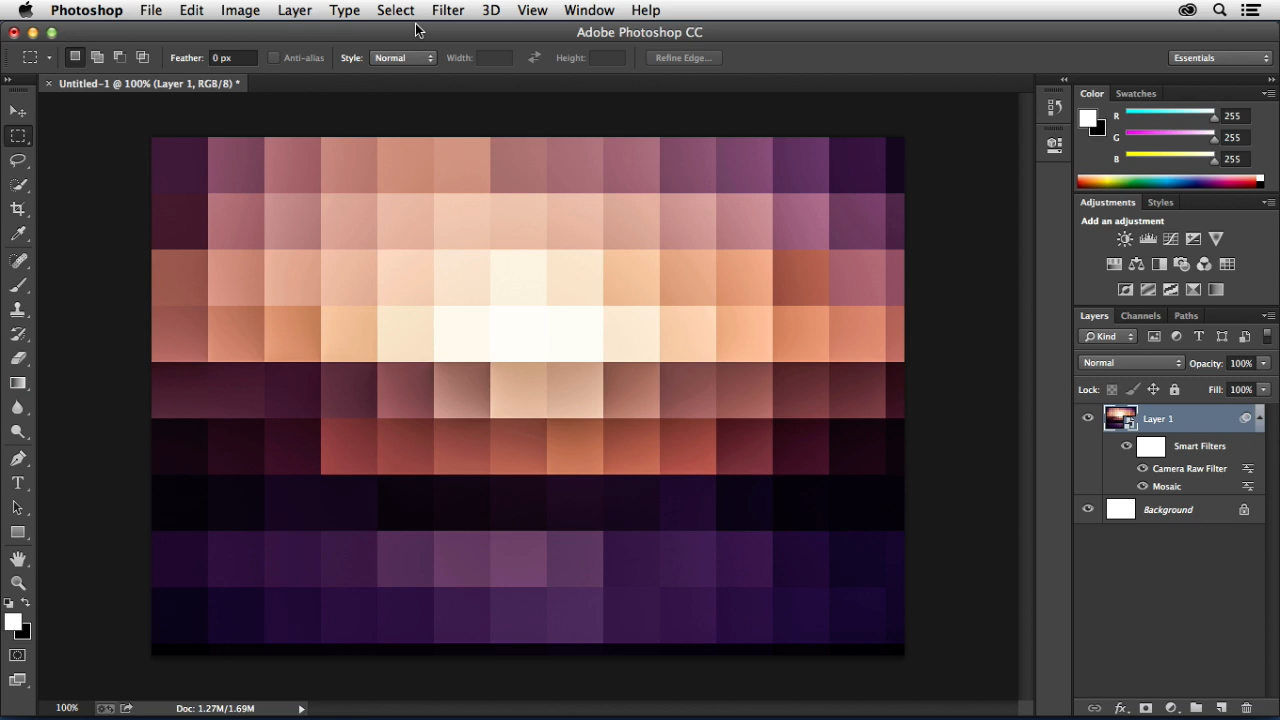 Photoshop File Edit Image Layer Type Select Filter 3D View Window Help
Adobe Photoshop CC
Feather: 0 px Anti-alias Style: Normal Width: Height: Refine Edge... Essentials
Untitled-1 @ 100% (Layer 1, RGB/8) *
Color Swatches
R 255
G 255
B 255
Adjustments Styles
Add an adjustment
Layers Channels Paths
Kind
Normal Opacity: 100%
Lock: Fill: 100%
Layer 1
Smart Filters
Camera Raw Filter
Mosaic
Background
100% Doc: 1.27M/1.69M